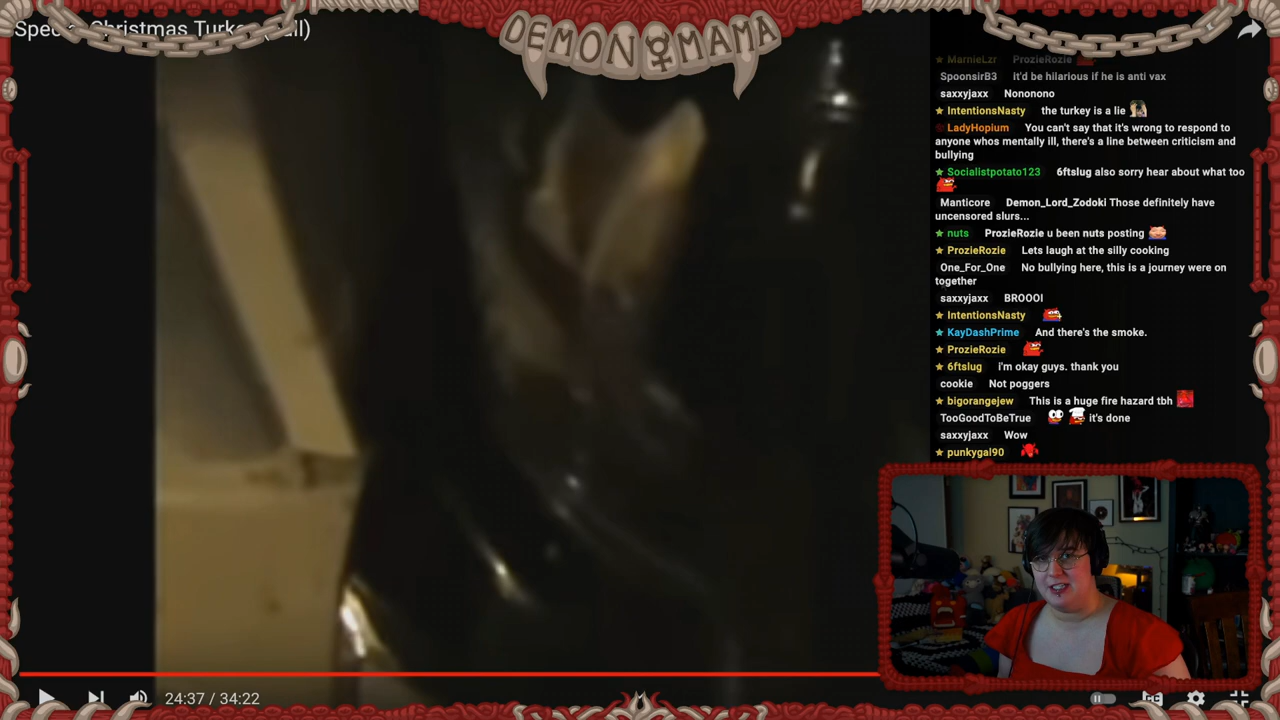 Christmas
DEMON MAMA
MarnieLzr ProzieRozie
SpoonsirB3 it'd be hilarious if he is anti vax
saxxyjaxx Nononono
IntentionsNasty the turkey is a lie
LadyHopium You can't say that it's wrong to respond to
anyone whos mentally ill, there's a line between criticism and
bullying
Socialistpotato123 6ftslug also sorry hear about what too
Manticore Demon_Lord_Zodoki Those definitely have
uncensored slurs...
nuts ProzieRozie u been nuts posting
ProzieRozie Lets laugh at the silly cooking
One_For_One No bullying here, this is a journey were on
together
saxxyjaxx BROOOI
IntentionsNasty
KayDashPrime And there's the smoke.
ProzieRozie
6ftslug I'm okay guys. thank you
cookie Not poggers
bigorangejew This is a huge fire hazard tbh
TooGoodToBeTrue it's done
saxxyjaxx Wow
punkygal90
24:37 / 34:22
CC